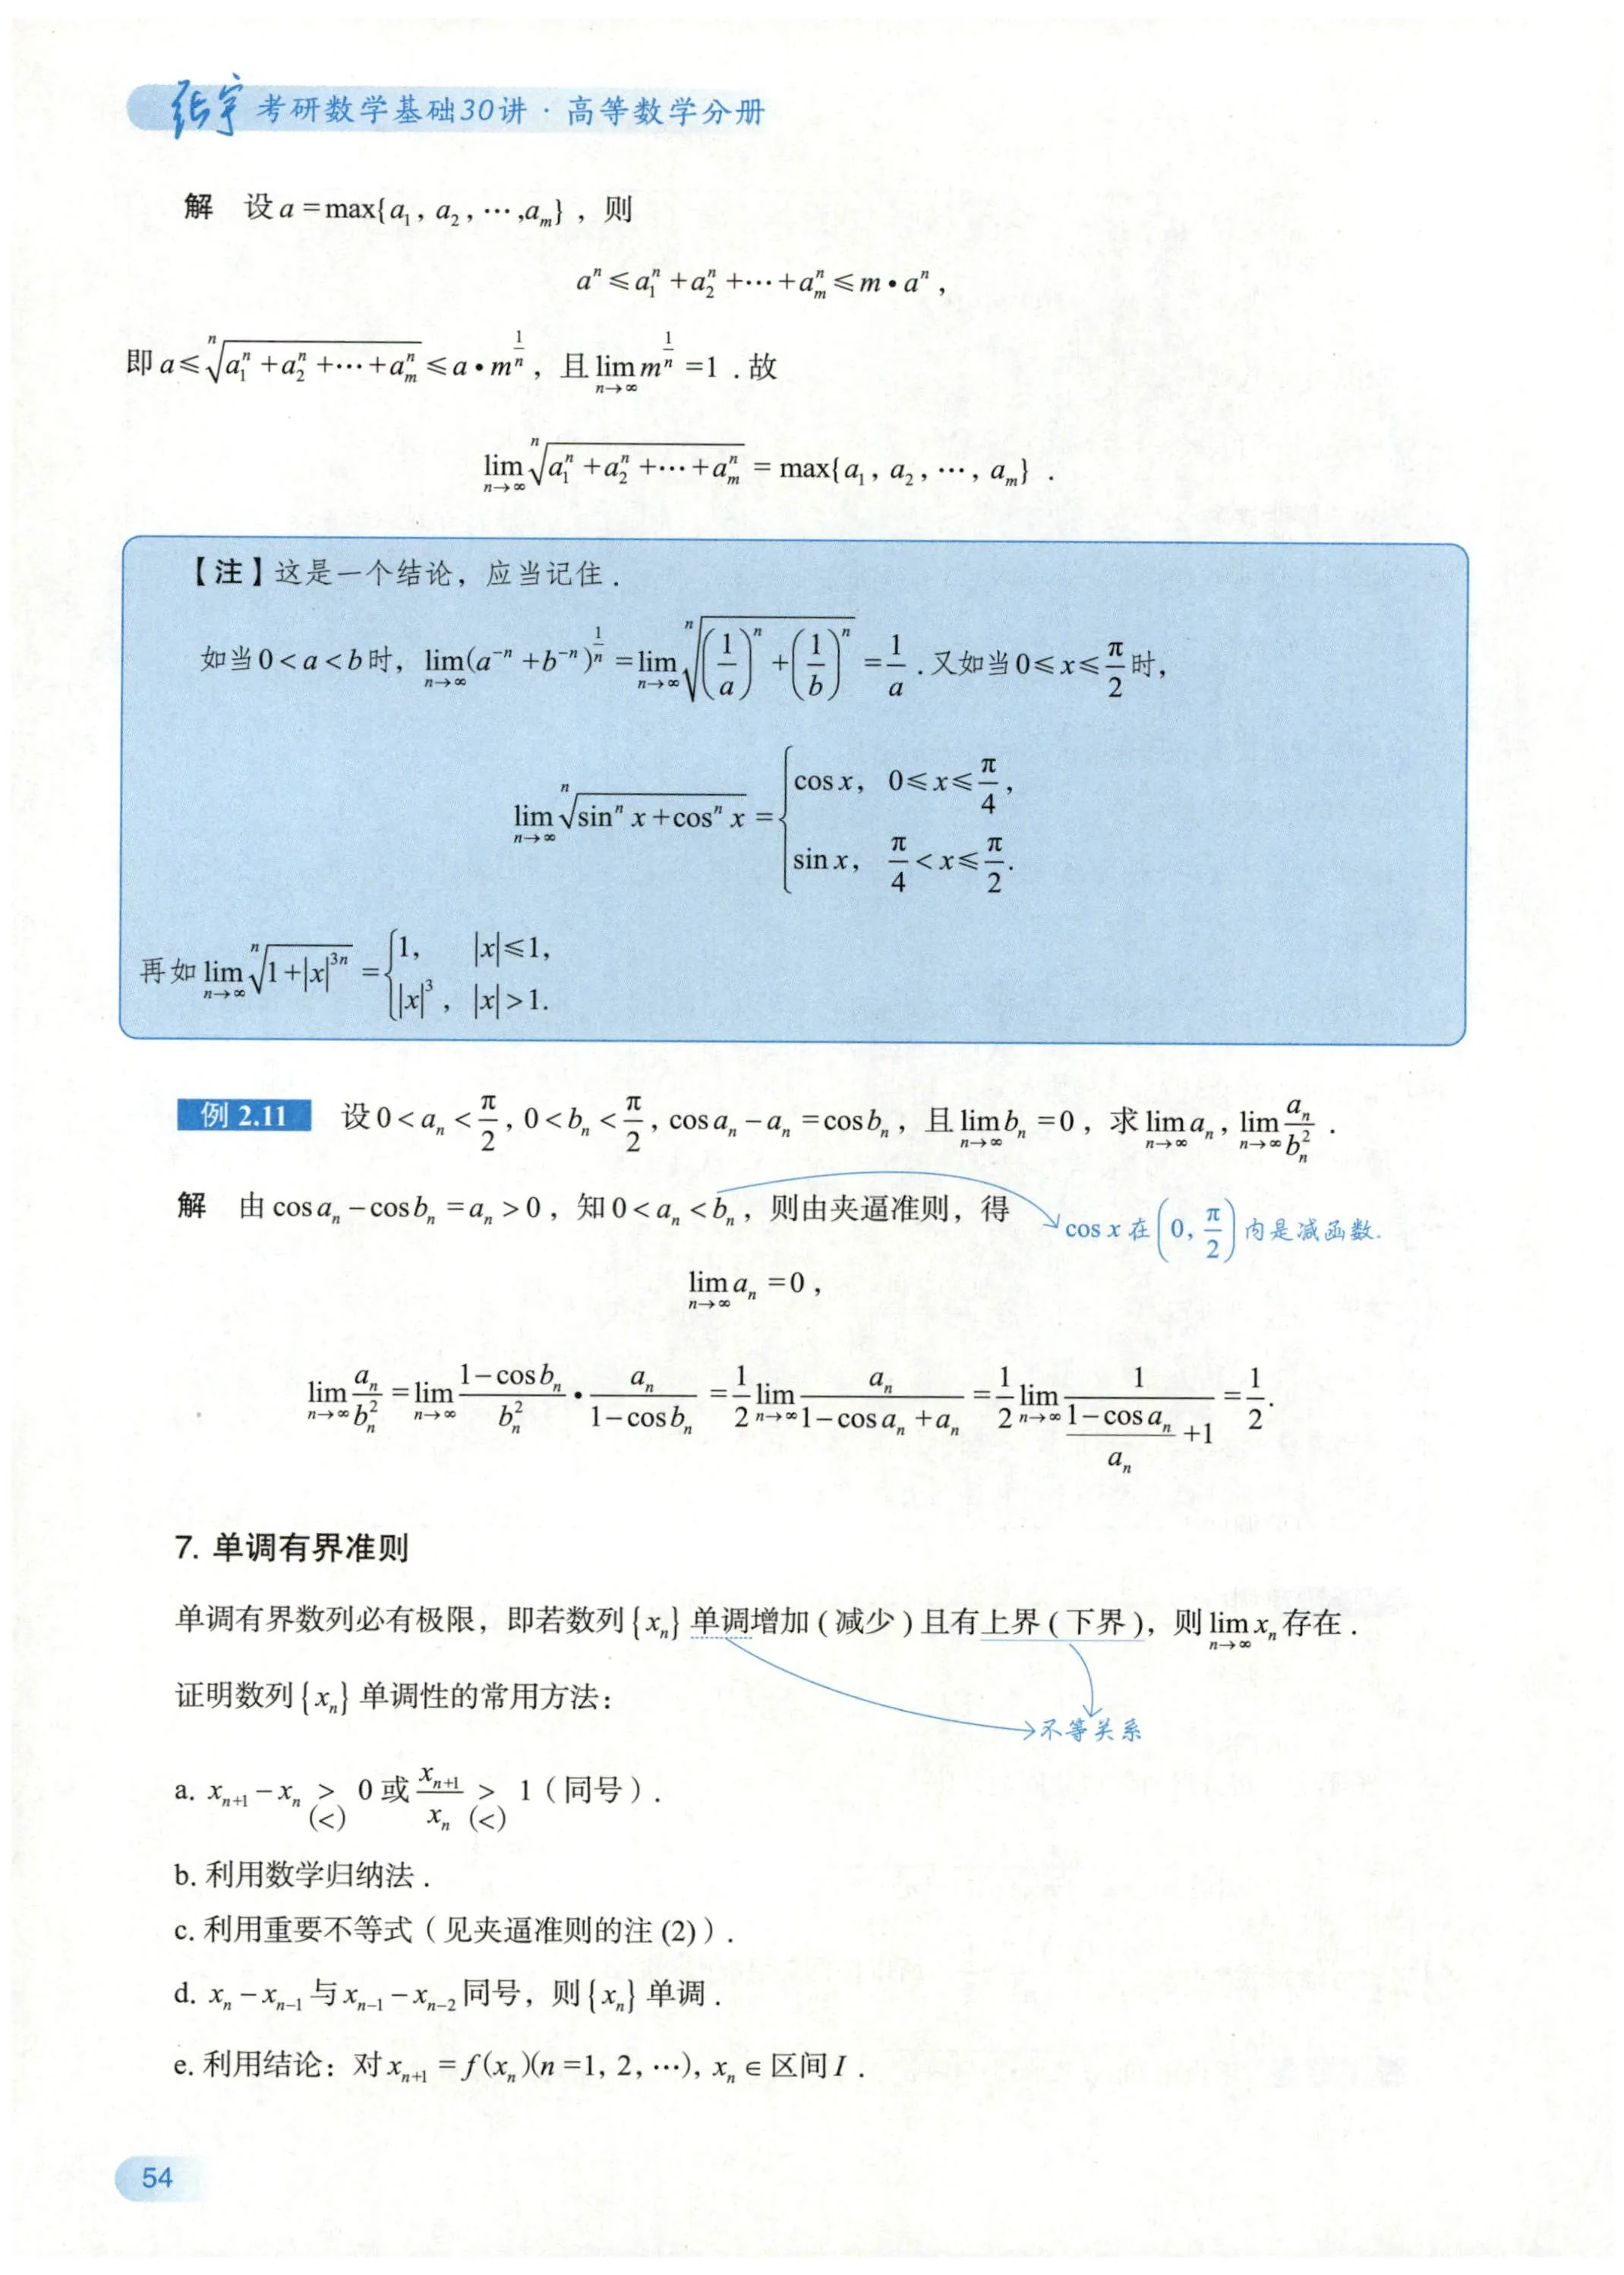 张宇 考研数学基础30讲·高等数学分册
解 设 $a=\max\{a_1, a_2, \cdots, a_m\}$，则
$a^n \leqslant a_1^n + a_2^n + \cdots + a_m^n \leqslant m \cdot a^n$，
即 $a \leqslant \sqrt[n]{a_1^n + a_2^n + \cdots + a_m^n} \leqslant a \cdot m^{\frac{1}{n}}$，且 $\lim\limits_{n\to\infty} m^{\frac{1}{n}} = 1$．故
$\lim\limits_{n\to\infty} \sqrt[n]{a_1^n + a_2^n + \cdots + a_m^n} = \max\{a_1, a_2, \cdots, a_m\}$．
【注】这是一个结论，应当记住．
如当 $0<a<b$ 时，$\lim\limits_{n\to\infty}(a^{-n}+b^{-n})^{\frac{1}{n}} = \lim\limits_{n\to\infty}\sqrt[n]{\left(\frac{1}{a}\right)^n+\left(\frac{1}{b}\right)^n} = \frac{1}{a}$．又如当 $0\leqslant x\leqslant \frac{\pi}{2}$ 时，
$\lim\limits_{n\to\infty}\sqrt[n]{\sin^n x+\cos^n x} = \begin{cases}\cos x, & 0\leqslant x\leqslant \frac{\pi}{4}, \\ \sin x, & \frac{\pi}{4}<x\leqslant \frac{\pi}{2}.\end{cases}$
再如 $\lim\limits_{n\to\infty}\sqrt[n]{1+|x|^{3n}} = \begin{cases}1, & |x|\leqslant 1, \\ |x|^3, & |x|>1.\end{cases}$
例 2.11 设 $0<a_n<\frac{\pi}{2}, 0<b_n<\frac{\pi}{2}, \cos a_n - a_n = \cos b_n$，且 $\lim\limits_{n\to\infty} b_n = 0$，求 $\lim\limits_{n\to\infty} a_n, \lim\limits_{n\to\infty}\frac{a_n}{b_n^2}$．
解 由 $\cos a_n - \cos b_n = a_n > 0$，知 $0<a_n<b_n$，则由夹逼准则，得
$\cos x$ 在 $\left(0, \frac{\pi}{2}\right)$ 内是减函数．
$\lim\limits_{n\to\infty} a_n = 0$，
$\lim\limits_{n\to\infty}\frac{a_n}{b_n^2} = \lim\limits_{n\to\infty}\frac{1-\cos b_n}{b_n^2} \cdot \frac{a_n}{1-\cos b_n} = \frac{1}{2}\lim\limits_{n\to\infty}\frac{a_n}{1-\cos a_n + a_n} = \frac{1}{2}\lim\limits_{n\to\infty}\frac{1}{\frac{1-\cos a_n}{a_n}+1} = \frac{1}{2}.$
7. 单调有界准则
单调有界数列必有极限，即若数列 $\{x_n\}$ 单调增加(减少)且有上界(下界)，则 $\lim\limits_{n\to\infty} x_n$ 存在．
证明数列 $\{x_n\}$ 单调性的常用方法：
不等关系
a. $x_{n+1}-x_n \underset{(<)}{>} 0$ 或 $\frac{x_{n+1}}{x_n} \underset{(<)}{>} 1$（同号）．
b. 利用数学归纳法．
c. 利用重要不等式（见夹逼准则的注(2)）．
d. $x_n - x_{n-1}$ 与 $x_{n-1} - x_{n-2}$ 同号，则 $\{x_n\}$ 单调．
e. 利用结论：对 $x_{n+1} = f(x_n)(n=1, 2, \cdots), x_n \in$ 区间 $I$．
54